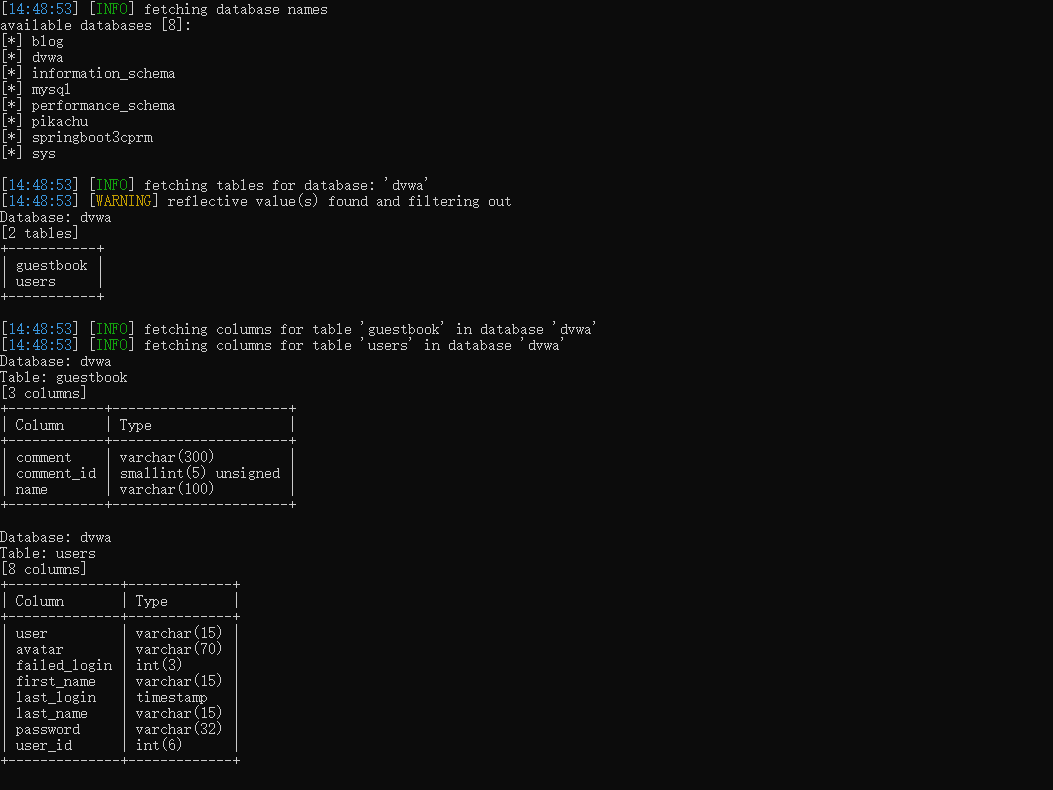 [14:48:53] [INFO] fetching database names
available databases [8]:
[*] blog
[*] dvwa
[*] information_schema
[*] mysql
[*] performance_schema
[*] pikachu
[*] springboot3cprm
[*] sys

[14:48:53] [INFO] fetching tables for database: 'dvwa'
[14:48:53] [WARNING] reflective value(s) found and filtering out
Database: dvwa
[2 tables]
+-----------+
| guestbook |
| users     |
+-----------+

[14:48:53] [INFO] fetching columns for table 'guestbook' in database 'dvwa'
[14:48:53] [INFO] fetching columns for table 'users' in database 'dvwa'
Database: dvwa
Table: guestbook
[3 columns]
+------------+----------------------+
| Column     | Type                 |
+------------+----------------------+
| comment    | varchar(300)         |
| comment_id | smallint(5) unsigned |
| name       | varchar(100)         |
+------------+----------------------+

Database: dvwa
Table: users
[8 columns]
+--------------+-------------+
| Column       | Type        |
+--------------+-------------+
| user         | varchar(15) |
| avatar       | varchar(70) |
| failed_login | int(3)      |
| first_name   | varchar(15) |
| last_login   | timestamp   |
| last_name    | varchar(15) |
| password     | varchar(32) |
| user_id      | int(6)      |
+--------------+-------------+